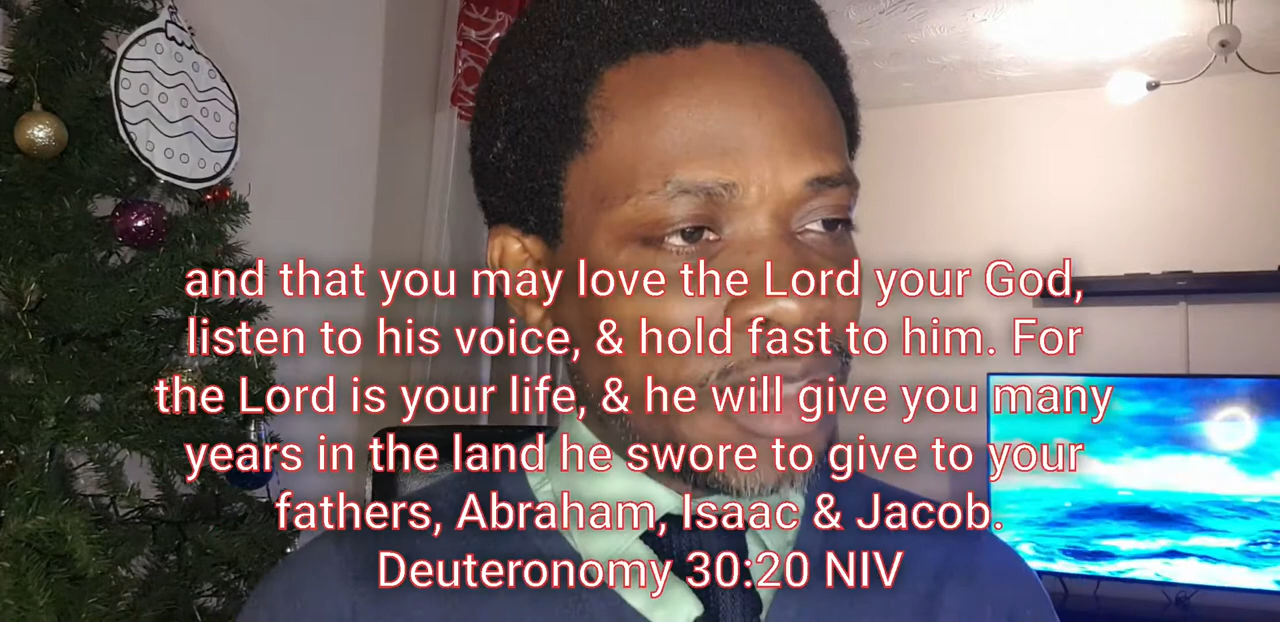 and that you may love the Lord your God,
listen to his voice, & hold fast to him. For
the Lord is your life, & he will give you many
years in the land he swore to give to your
fathers, Abraham, Isaac & Jacob.
Deuteronomy 30:20 NIV